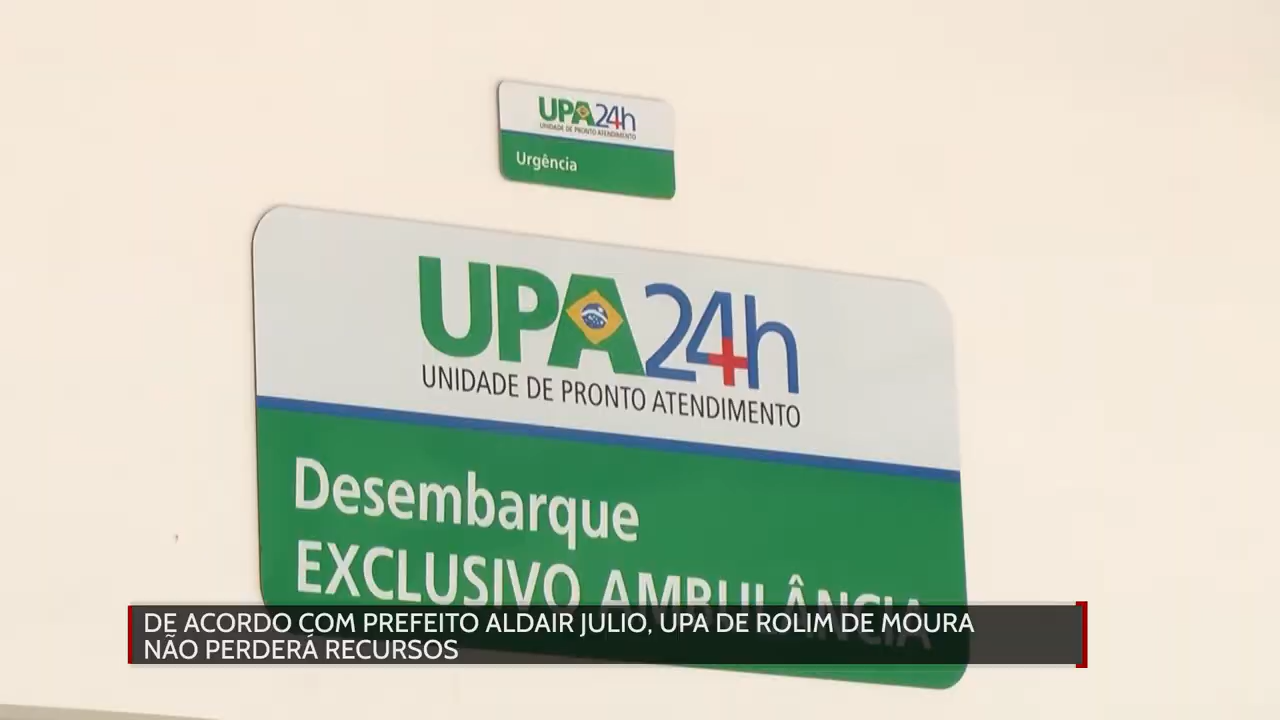 UPA24h
UNIDADE DE PRONTO ATENDIMENTO
Urgência
UPA24h
UNIDADE DE PRONTO ATENDIMENTO
Desembarque
EXCLUSIVO AMBULÂNCIA
DE ACORDO COM PREFEITO ALDAIR JULIO, UPA DE ROLIM DE MOURA
NÃO PERDERÁ RECURSOS